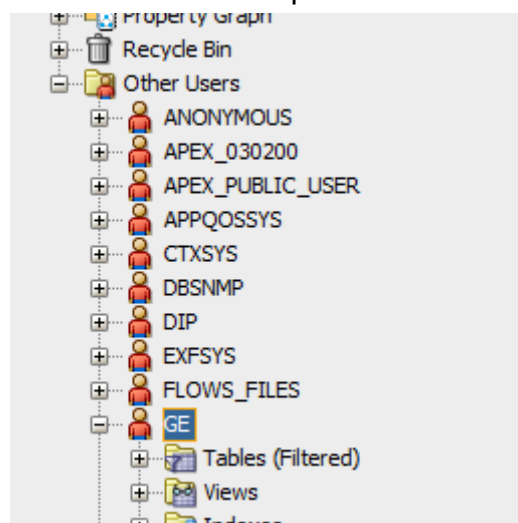 Property Graph
Recycle Bin
Other Users
ANONYMOUS
APEX_030200
APEX_PUBLIC_USER
APPQOSSYS
CTXSYS
DBSNMP
DIP
EXFSYS
FLOWS_FILES
GE
Tables (Filtered)
Views
Indexes